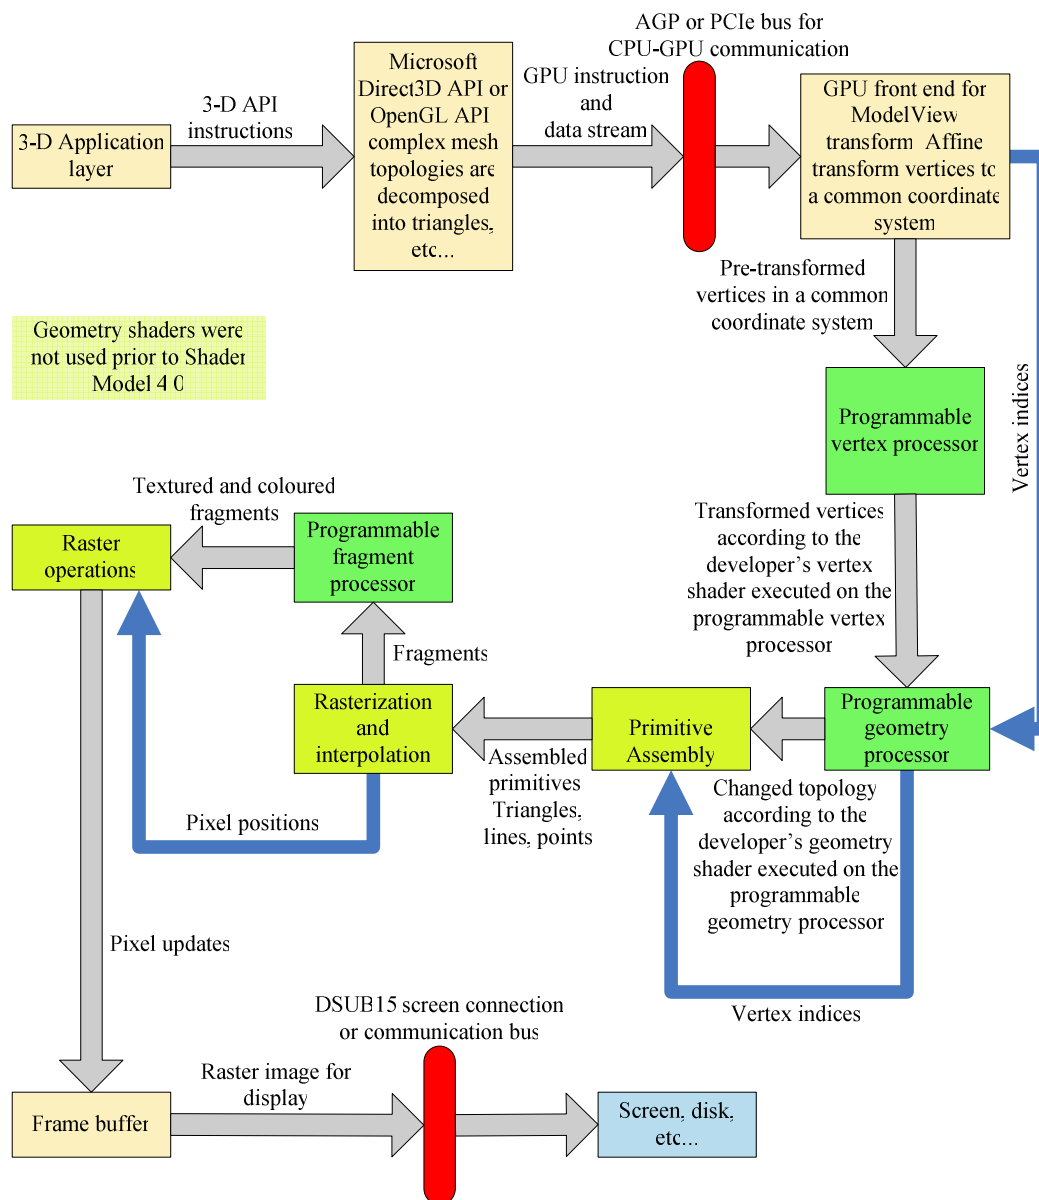 AGP or PCIe bus for
CPU-GPU communication
3-D API
instructions
3-D Application
layer
Microsoft
Direct3D API or
OpenGL API
complex mesh
topologies are
decomposed
into triangles,
etc...
GPU instruction
and
data stream
GPU front end for
ModelView
transform. Affine
transform vertices to
a common coordinate
system
Pre-transformed
vertices in a common
coordinate system
Vertex indices
Geometry shaders were
not used prior to Shader
Model 4.0
Programmable
vertex processor
Transformed vertices
according to the
developer's vertex
shader executed on the
programmable vertex
processor
Textured and coloured
fragments
Raster
operations
Programmable
fragment
processor
Fragments
Rasterization
and
interpolation
Pixel positions
Assembled
primitives
Triangles,
lines, points
Primitive
Assembly
Programmable
geometry
processor
Changed topology
according to the
developer's geometry
shader executed on the
programmable
geometry processor
Vertex indices
Pixel updates
DSUB15 screen connection
or communication bus
Frame buffer
Raster image for
display
Screen, disk,
etc...